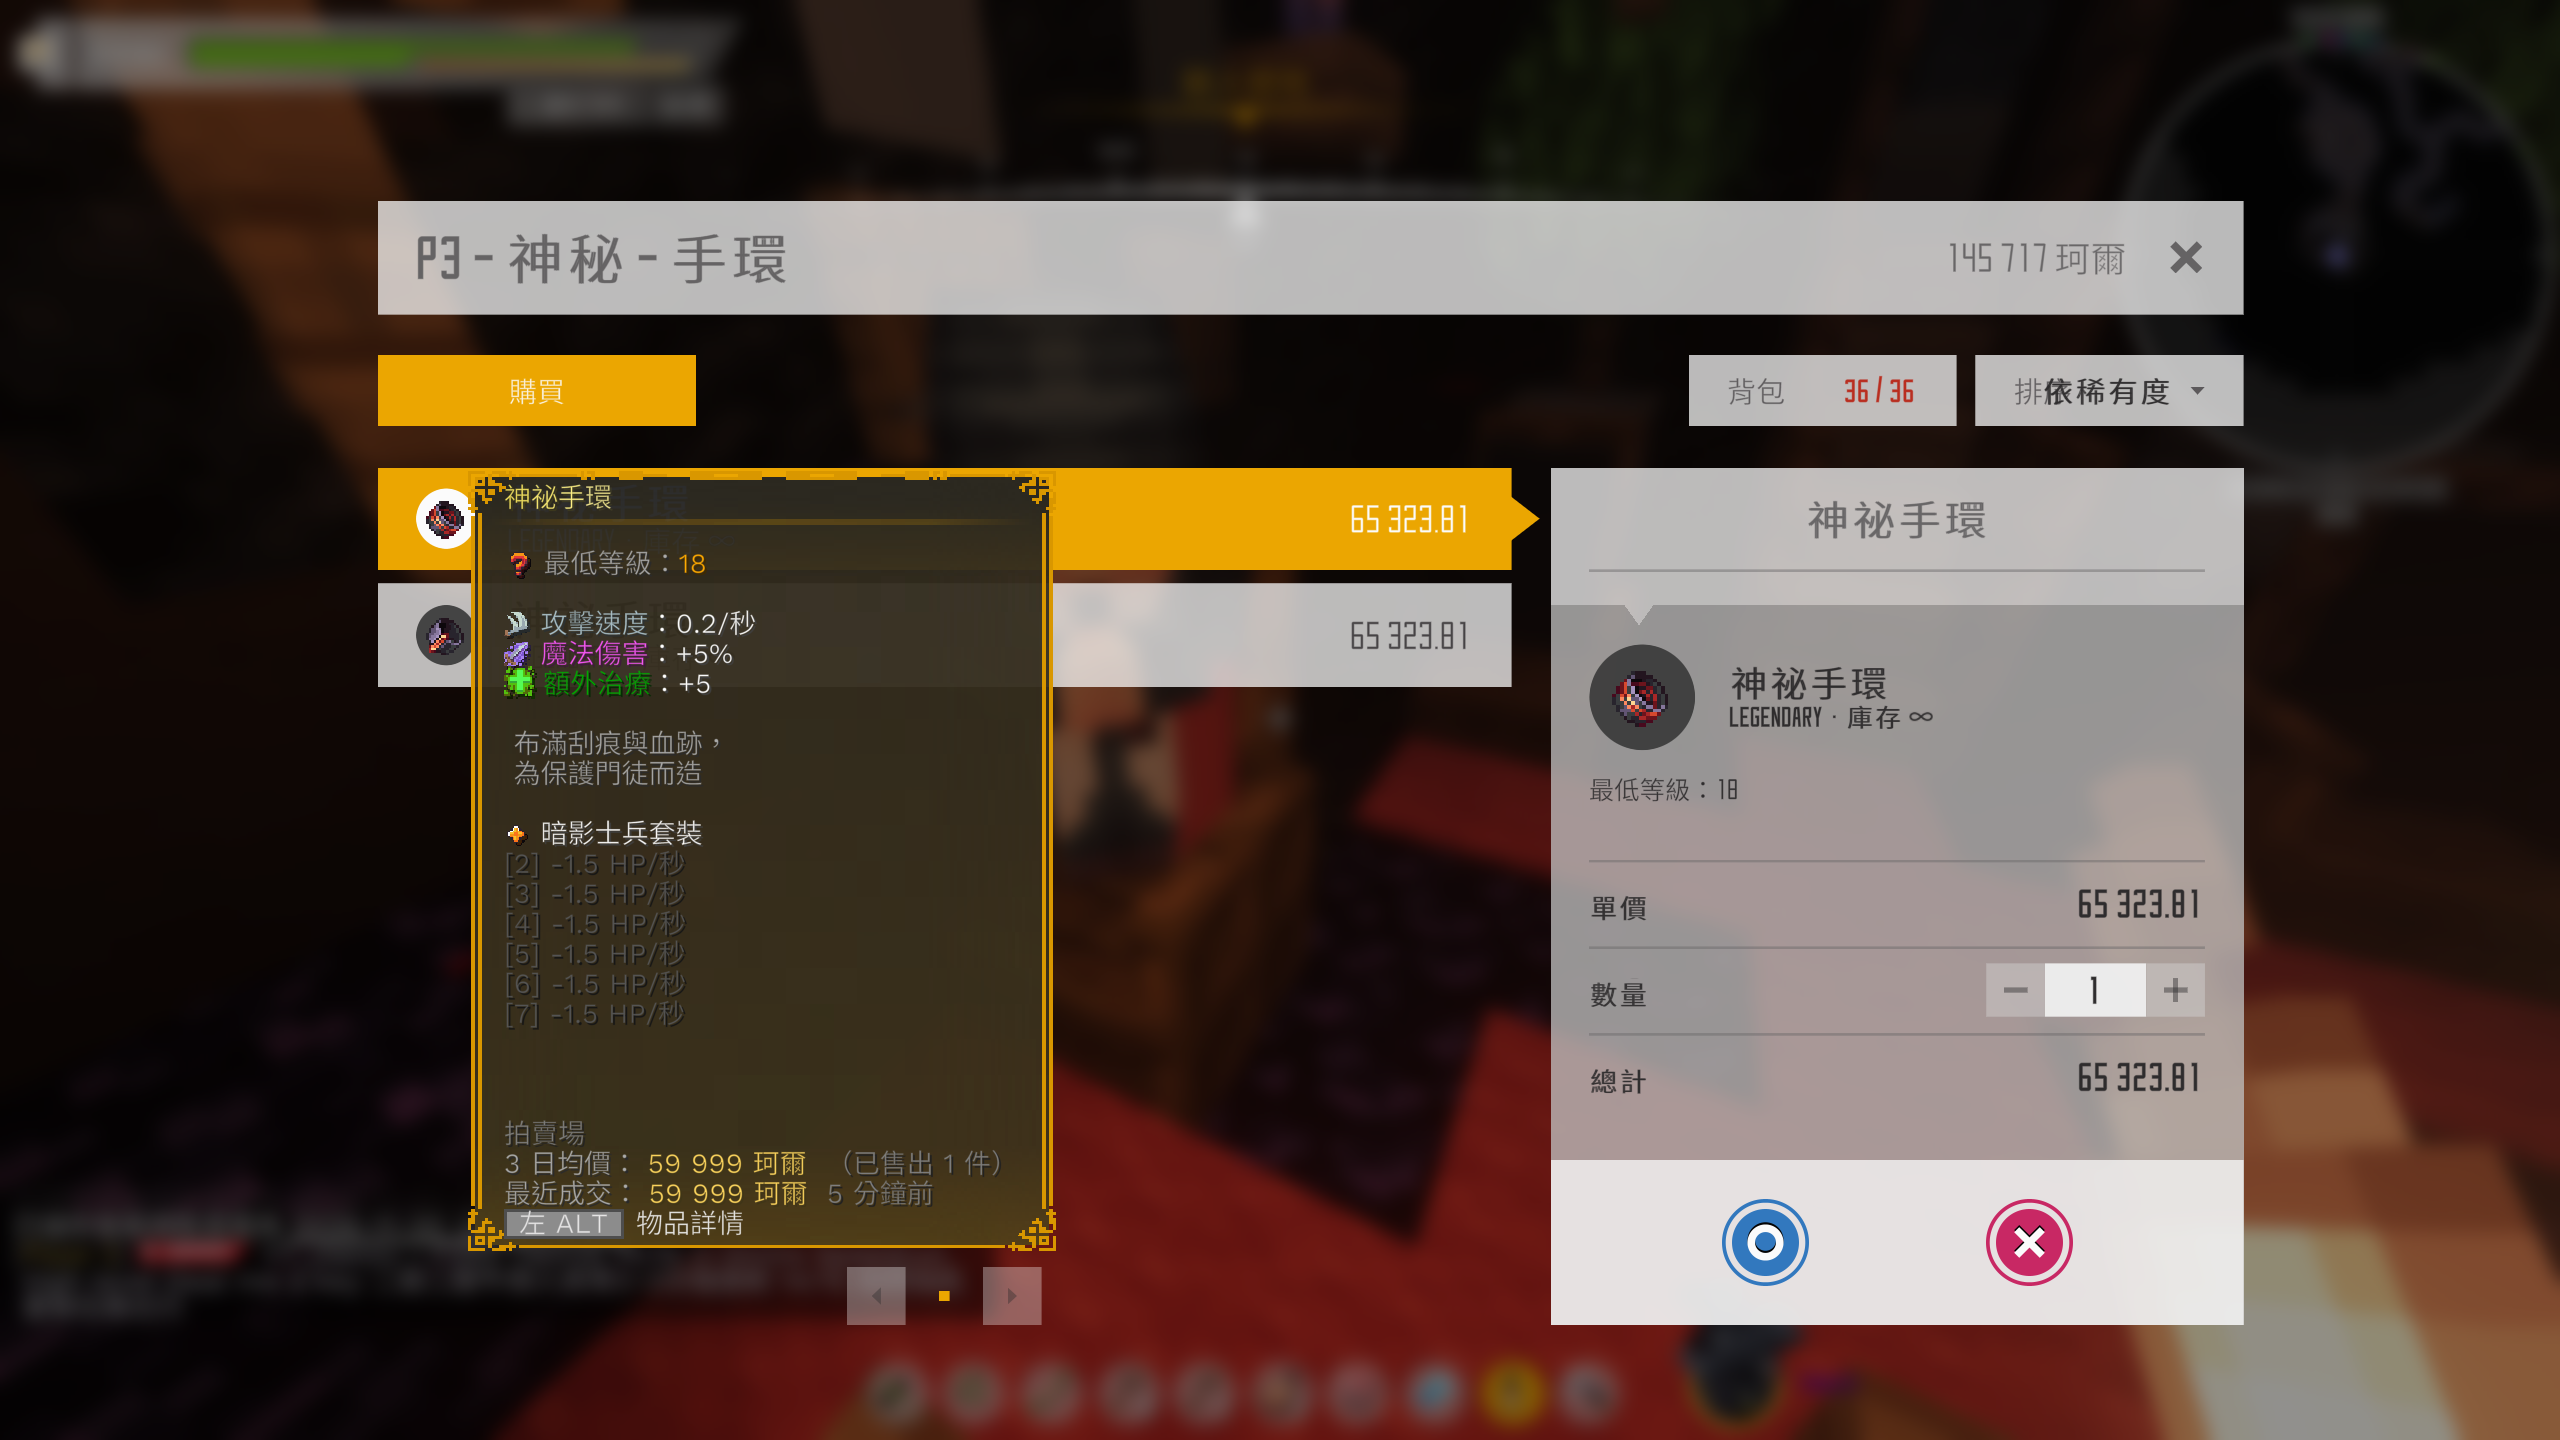 P3 - 神秘 - 手環
145 717 珂爾
購買
背包 36 / 36
依稀有度
65 323.81
65 323.81
神祕手環
最低等級：18
攻擊速度：0.2/秒
魔法傷害：+5%
額外治療：+5
布滿刮痕與血跡，
為保護門徒而造
暗影士兵套裝
[2] -1.5 HP/秒
[3] -1.5 HP/秒
[4] -1.5 HP/秒
[5] -1.5 HP/秒
[6] -1.5 HP/秒
[7] -1.5 HP/秒
拍賣場
3 日均價： 59 999 珂爾 （已售出 1 件）
最近成交： 59 999 珂爾 5 分鐘前
左 ALT 物品詳情
神祕手環
神祕手環
LEGENDARY · 庫存 ∞
最低等級：18
單價 65 323.81
數量 1
總計 65 323.81